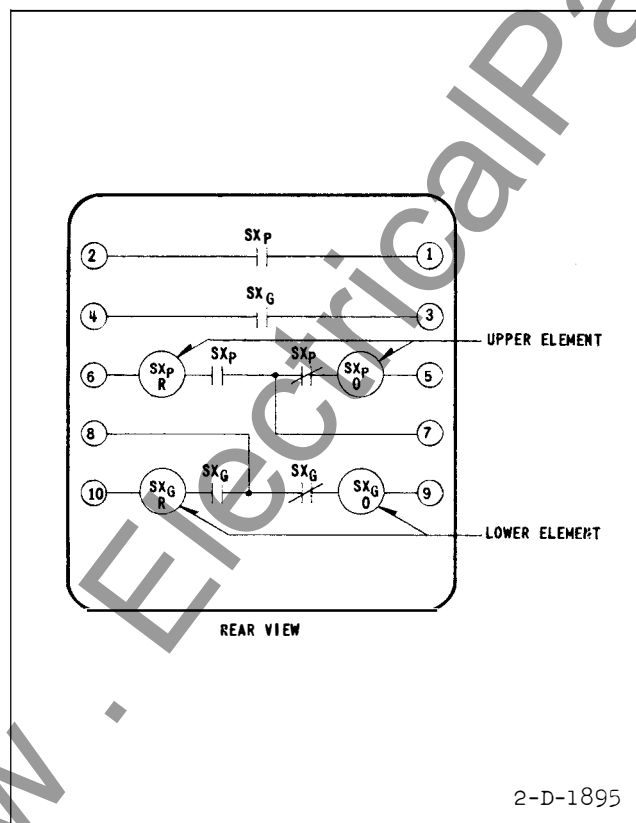 SXP
2 1
SXG
4 3
UPPER ELEMENT
SXP SXP
6 SXP R SXP O 5
8 7
SXG SXG
10 SXG R SXG O 9
LOWER ELEMENT
REAR VIEW
2-D-1895
w . ElectricalPa